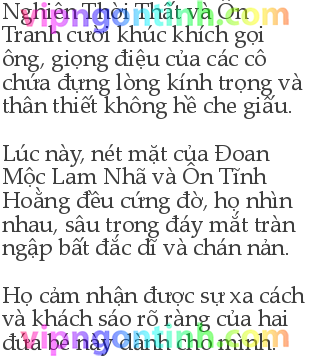 Nghiên Thời Thất và Ôn
Tranh cười khúc khích gọi
ông, giọng điệu của các cô
chứa đựng lòng kính trọng và
thân thiết không hề che giấu.
Lúc này, nét mặt của Đoan
Mộc Lam Nhã và Ôn Tĩnh
Hoằng đều cứng đờ, họ nhìn
nhau, sâu trong đáy mắt tràn
ngập bất đắc dĩ và chán nản.
Họ cảm nhận được sự xa cách
và khách sáo rõ ràng của hai
đứa bé này dành cho mình.
vipngontinh.com
vipngontinh.com